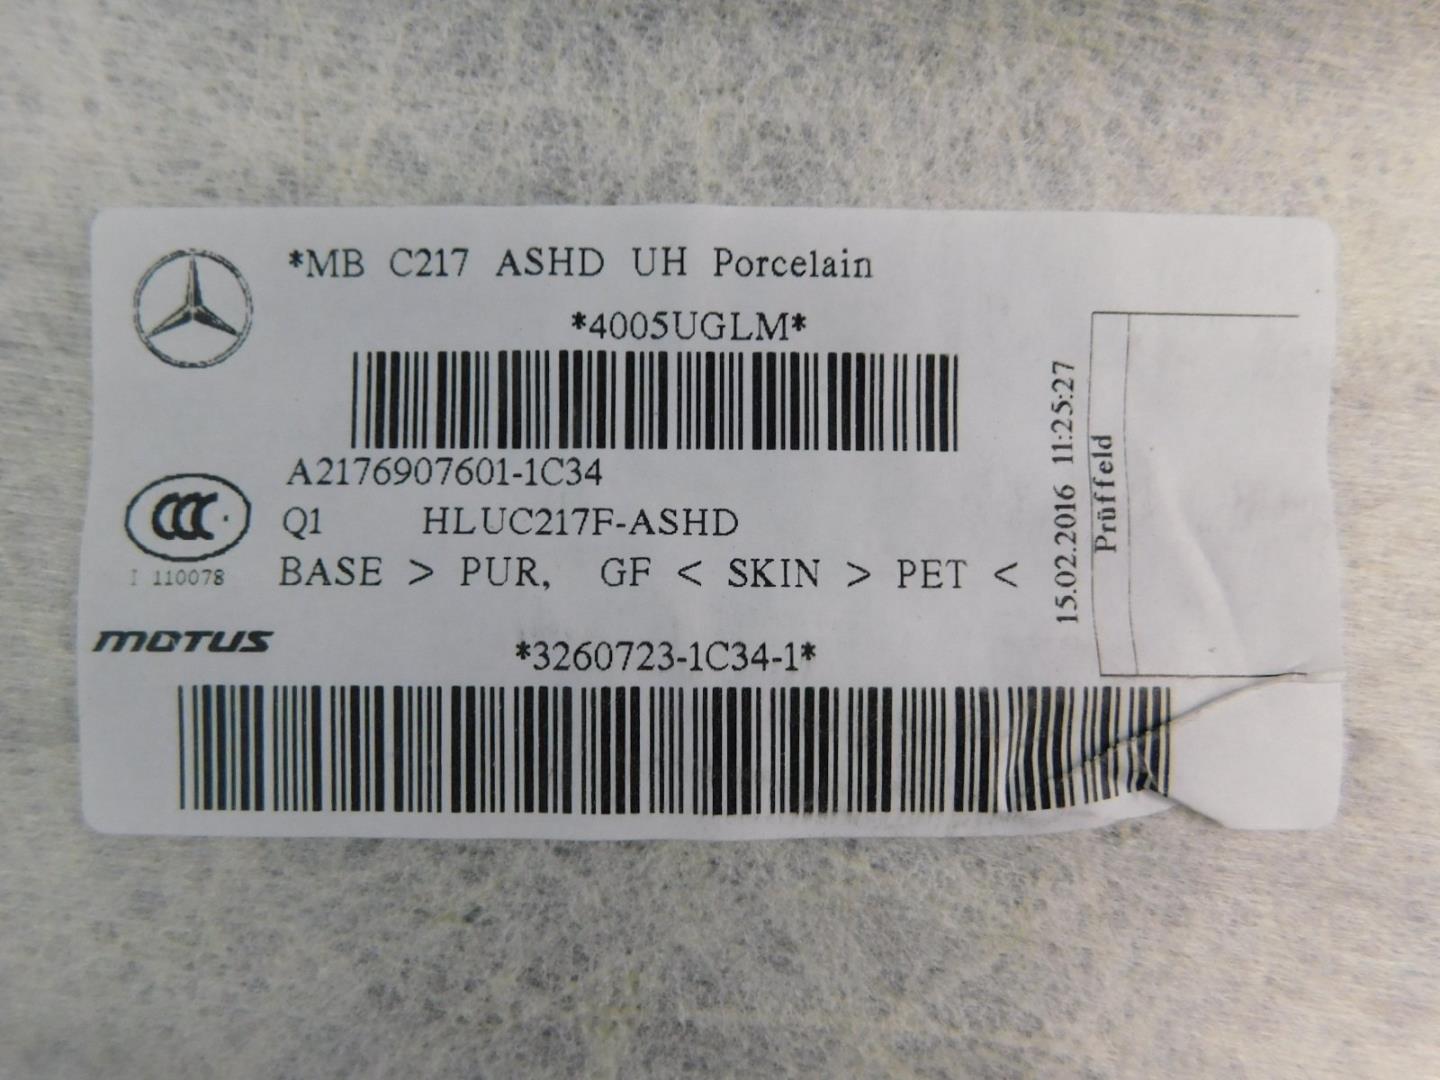 *MB C217 ASHD UH Porcelain
*4005UGLM*
A2176907601-1C34
Q1 HLUC217F-ASHD
BASE > PUR, GF < SKIN > PET <
CCC
I 110078
MOTUS
*3260723-1C34-1*
15.02.2016 11:25:27
Prüffeld